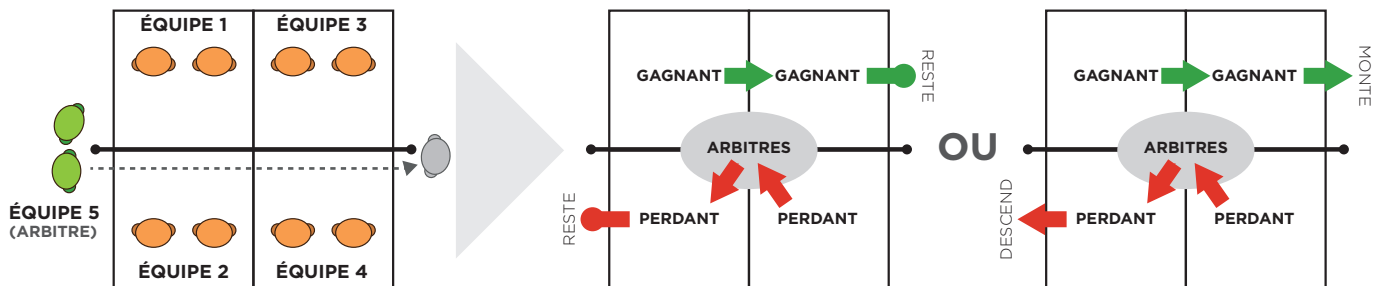 ÉQUIPE 1
ÉQUIPE 3
ÉQUIPE 5
(ARBITRE)
ÉQUIPE 2
ÉQUIPE 4
GAGNANT
GAGNANT
RESTE
ARBITRES
RESTE
PERDANT
PERDANT
OU
GAGNANT
GAGNANT
MONTE
ARBITRES
DESCEND
PERDANT
PERDANT